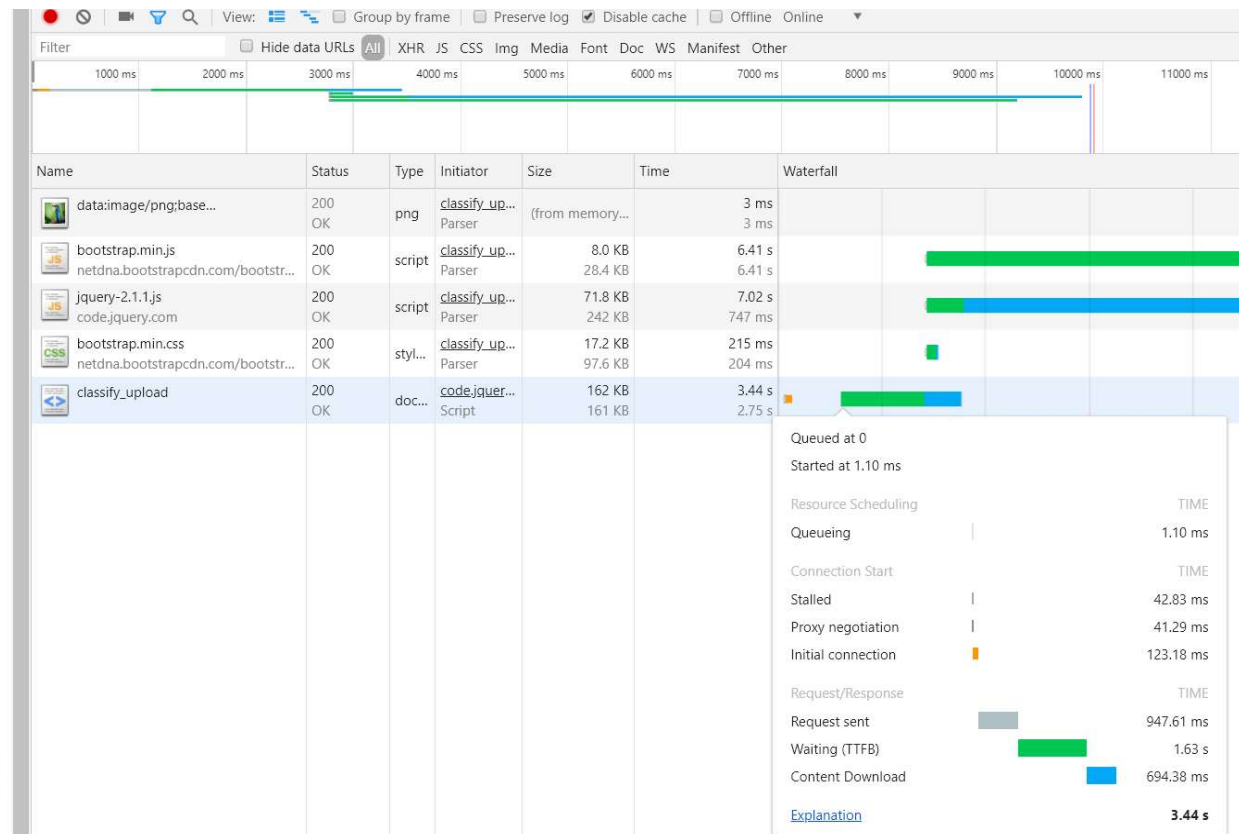 View: Group by frame Preserve log Disable cache Offline Online
Filter Hide data URLs All XHR JS CSS Img Media Font Doc WS Manifest Other
1000 ms 2000 ms 3000 ms 4000 ms 5000 ms 6000 ms 7000 ms 8000 ms 9000 ms 10000 ms 11000 ms
Name Status Type Initiator Size Time Waterfall
data:image/png;base... 200 OK png classify_up... Parser (from memory... 3 ms 3 ms
bootstrap.min.js 200 classify_up... 8.0 KB 6.41 s
netdna.bootstrapcdn.com/bootstr... OK script Parser 28.4 KB 6.41 s
jquery-2.1.1.js 200 classify_up... 71.8 KB 7.02 s
code.jquery.com OK script Parser 242 KB 747 ms
bootstrap.min.css 200 classify_up... 17.2 KB 215 ms
netdna.bootstrapcdn.com/bootstr... OK styl... Parser 97.6 KB 204 ms
classify_upload 200 code.jquer... 162 KB 3.44 s
OK doc... Script 161 KB 2.75 s
Queued at 0
Started at 1.10 ms
Resource Scheduling TIME
Queueing 1.10 ms
Connection Start TIME
Stalled 42.83 ms
Proxy negotiation 41.29 ms
Initial connection 123.18 ms
Request/Response TIME
Request sent 947.61 ms
Waiting (TTFB) 1.63 s
Content Download 694.38 ms
Explanation 3.44 s